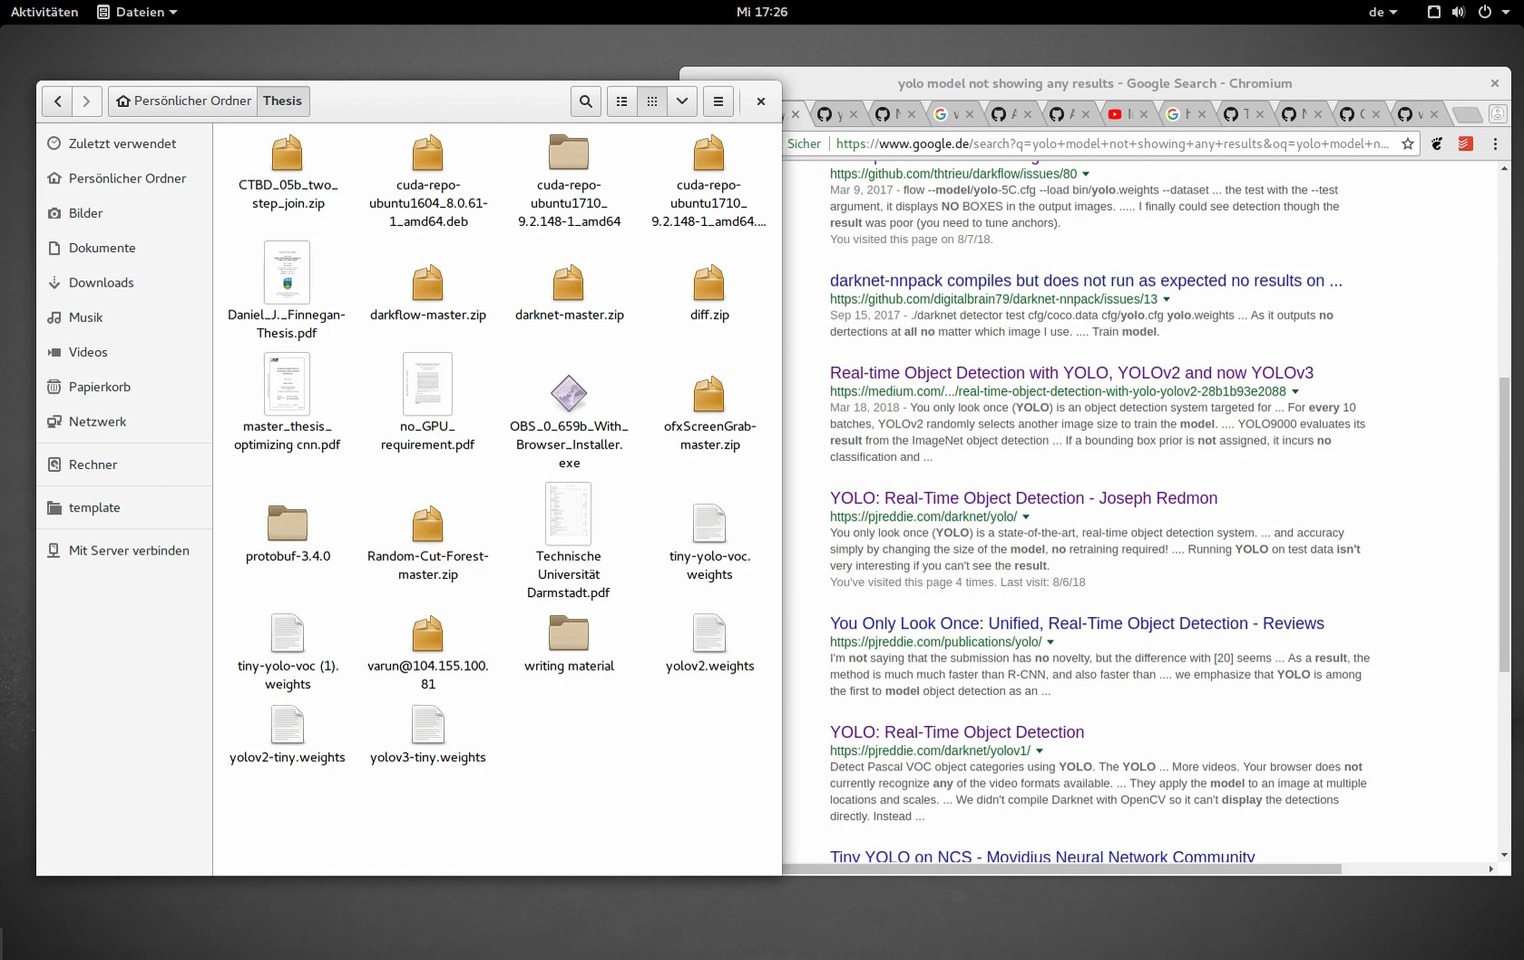 Aktivitäten
Dateien
Mi 17:26
de
Persönlicher Ordner
Thesis
Zuletzt verwendet
Persönlicher Ordner
Bilder
Dokumente
Downloads
Musik
Videos
Papierkorb
Netzwerk
Rechner
template
Mit Server verbinden
CTBD_05b_two_
step_join.zip
cuda-repo-
ubuntu1604_8.0.61-
1_amd64.deb
cuda-repo-
ubuntu1710_
9.2.148-1_amd64
cuda-repo-
ubuntu1710_
9.2.148-1_amd64....
Daniel_J._Finnegan-
Thesis.pdf
darkflow-master.zip
darknet-master.zip
diff.zip
master_thesis_
optimizing cnn.pdf
no_GPU_
requirement.pdf
OBS_0_659b_With_
Browser_Installer.
exe
ofxScreenGrab-
master.zip
protobuf-3.4.0
Random-Cut-Forest-
master.zip
Technische
Universität
Darmstadt.pdf
tiny-yolo-voc.
weights
tiny-yolo-voc (1).
weights
varun@104.155.100.
81
writing material
yolov2.weights
yolov2-tiny.weights
yolov3-tiny.weights
yolo model not showing any results - Google Search - Chromium
Sicher
https://www.google.de/search?q=yolo+model+not+showing+any+results&oq=yolo+model+n...
https://github.com/thtrieu/darkflow/issues/80
Mar 9, 2017 - flow --model/yolo-5C.cfg --load bin/yolo.weights --dataset ... the test with the --test
argument, it displays NO BOXES in the output images. ..... I finally could see detection though the
result was poor (you need to tune anchors).
You visited this page on 8/7/18.
darknet-nnpack compiles but does not run as expected no results on ...
https://github.com/digitalbrain79/darknet-nnpack/issues/13
Sep 15, 2017 - ./darknet detector test cfg/coco.data cfg/yolo.cfg yolo.weights ... As it outputs no
dertections at all no matter which image I use. .... Train model.
Real-time Object Detection with YOLO, YOLOv2 and now YOLOv3
https://medium.com/.../real-time-object-detection-with-yolo-yolov2-28b1b93e2088
Mar 18, 2018 - You only look once (YOLO) is an object detection system targeted for ... For every 10
batches, YOLOv2 randomly selects another image size to train the model. .... YOLO9000 evaluates its
result from the ImageNet object detection ... If a bounding box prior is not assigned, it incurs no
classification and ...
YOLO: Real-Time Object Detection - Joseph Redmon
https://pjreddie.com/darknet/yolo/
You only look once (YOLO) is a state-of-the-art, real-time object detection system. ... and accuracy
simply by changing the size of the model, no retraining required! .... Running YOLO on test data isn't
very interesting if you can't see the result.
You've visited this page 4 times. Last visit: 8/6/18
You Only Look Once: Unified, Real-Time Object Detection - Reviews
https://pjreddie.com/publications/yolo/
I'm not saying that the submission has no novelty, but the difference with [20] seems ... As a result, the
method is much much faster than R-CNN, and also faster than .... we emphasize that YOLO is among
the first to model object detection as an ...
YOLO: Real-Time Object Detection
https://pjreddie.com/darknet/yolov1/
Detect Pascal VOC object categories using YOLO. The YOLO ... More videos. Your browser does not
currently recognize any of the video formats available. ... They apply the model to an image at multiple
locations and scales. ... We didn't compile Darknet with OpenCV so it can't display the detections
directly. Instead ...
Tiny YOLO on NCS - Movidius Neural Network Community